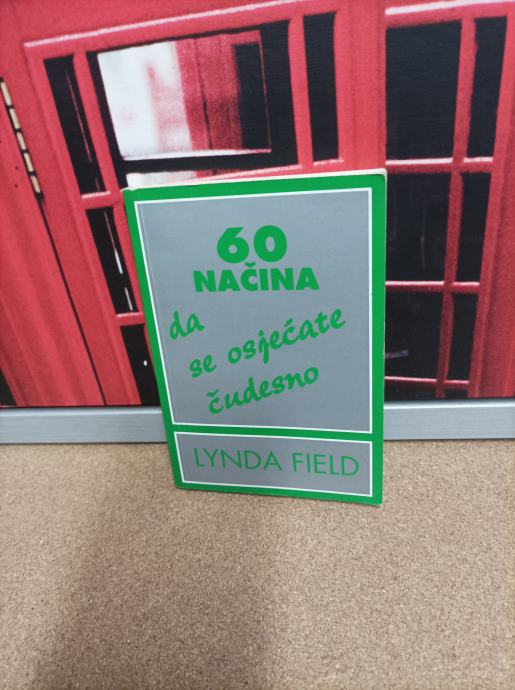 60
NAČINA
da
se osjećate
čudesno
LYNDA FIELD